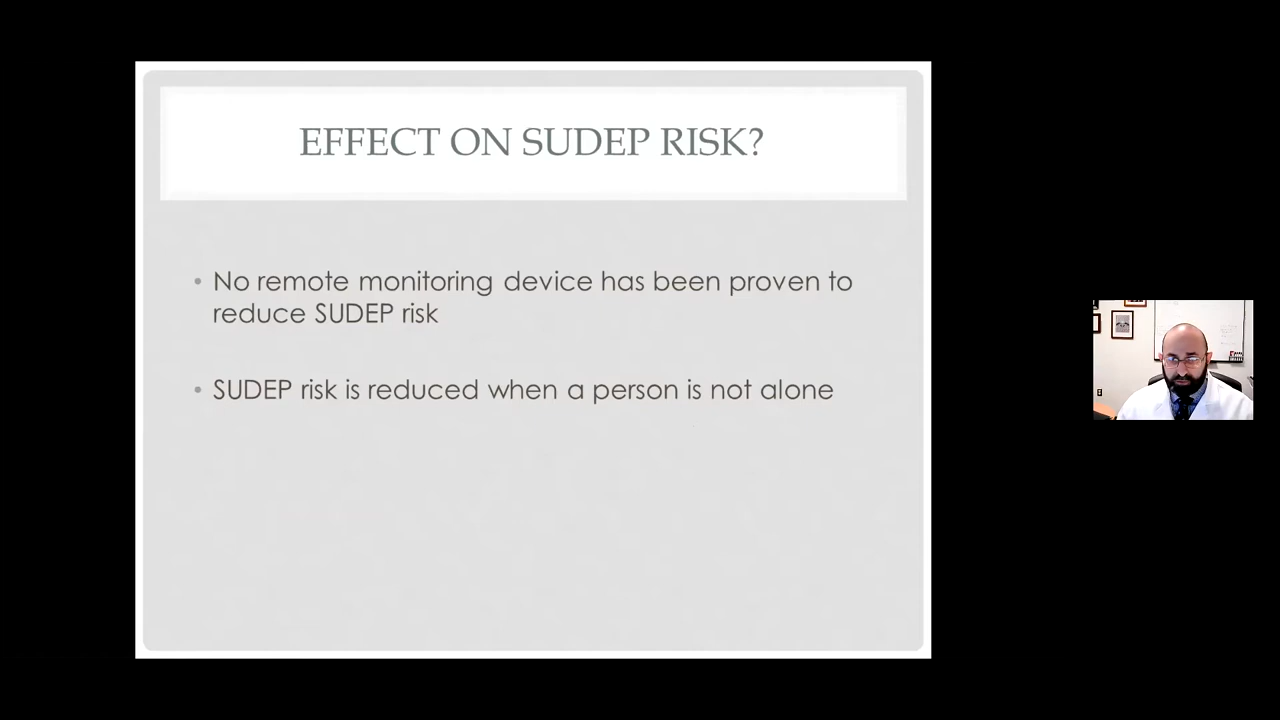 EFFECT ON SUDEP RISK?
• No remote monitoring device has been proven to
reduce SUDEP risk
• SUDEP risk is reduced when a person is not alone